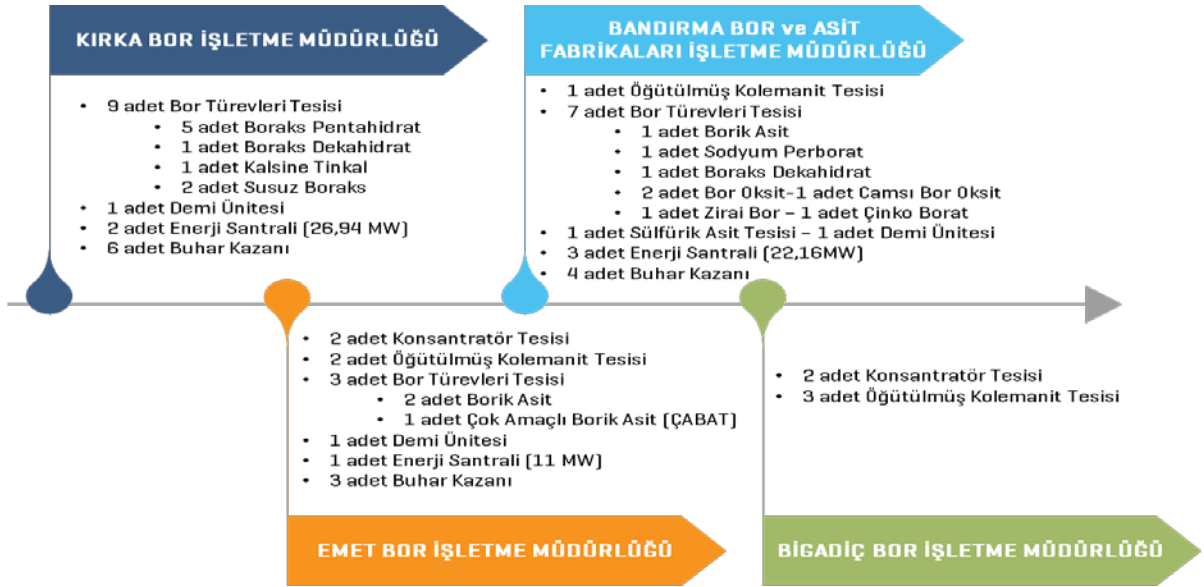 KIRKA BOR İŞLETME MÜDÜRLÜĞÜ
• 9 adet Bor Türevleri Tesisi
• 5 adet Boraks Pentahidrat
• 1 adet Boraks Dekahidrat
• 1 adet Kalsine Tinkal
• 2 adet Susuz Boraks
• 1 adet Demi Ünitesi
• 2 adet Enerji Santrali (26,94 MW)
• 6 adet Buhar Kazanı
BANDIRMA BOR ve ASİT
FABRİKALARI İŞLETME MÜDÜRLÜĞÜ
• 1 adet Öğütülmüş Kolemanit Tesisi
• 7 adet Bor Türevleri Tesisi
• 1 adet Borik Asit
• 1 adet Sodyum Perborat
• 1 adet Boraks Dekahidrat
• 2 adet Bor Oksit-1 adet Camsı Bor Oksit
• 1 adet Zirai Bor – 1 adet Çinko Borat
• 1 adet Sülfürik Asit Tesisi – 1 adet Demi Ünitesi
• 3 adet Enerji Santrali (22,16MW)
• 4 adet Buhar Kazanı
• 2 adet Konsantratör Tesisi
• 2 adet Öğütülmüş Kolemanit Tesisi
• 3 adet Bor Türevleri Tesisi
• 2 adet Borik Asit
• 1 adet Çok Amaçlı Borik Asit (ÇABAT)
• 1 adet Demi Ünitesi
• 1 adet Enerji Santrali (11 MW)
• 3 adet Buhar Kazanı
EMET BOR İŞLETME MÜDÜRLÜĞÜ
• 2 adet Konsantratör Tesisi
• 3 adet Öğütülmüş Kolemanit Tesisi
BİGADİÇ BOR İŞLETME MÜDÜRLÜĞÜ